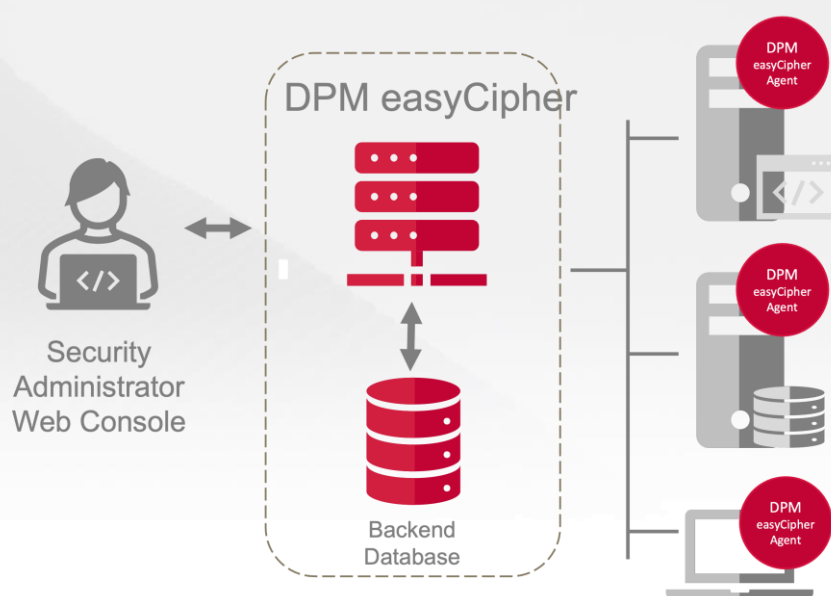 DPM easyCipher
</>
Security
Administrator
Web Console
Backend
Database
DPM
easyCipher
Agent
</>
DPM
easyCipher
Agent
DPM
easyCipher
Agent